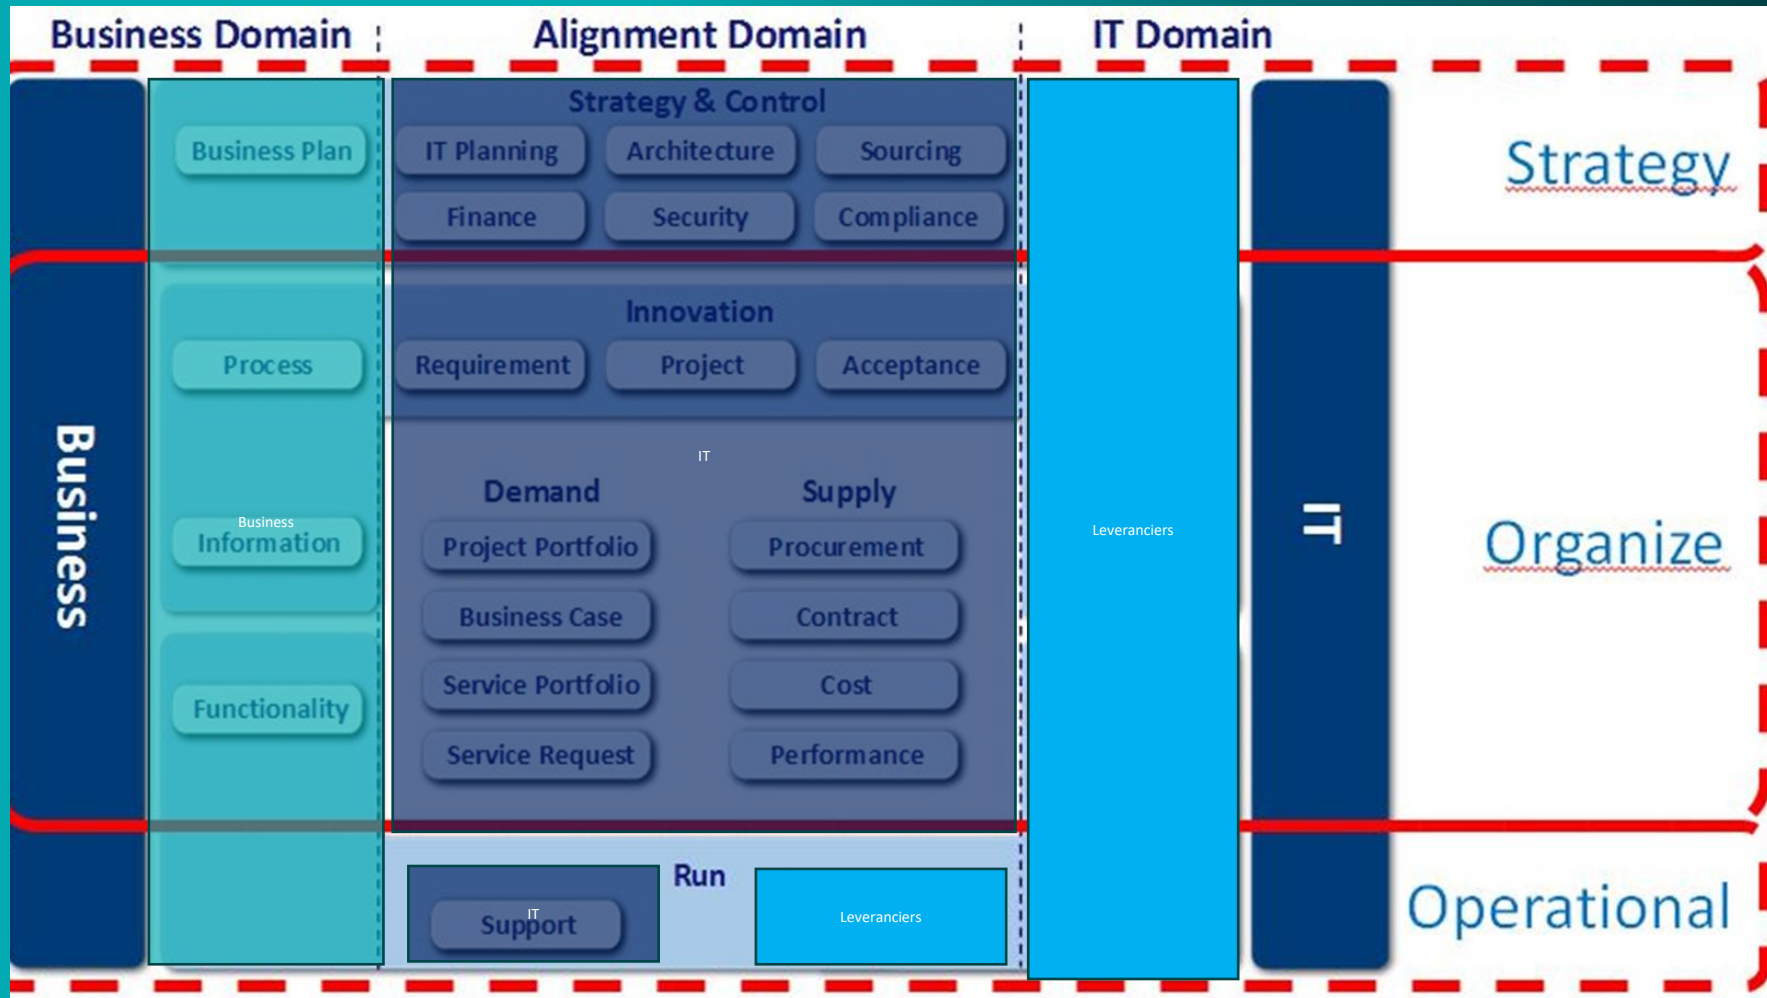 Business Domain
Alignment Domain
IT Domain
Strategy & Control
Business Plan
IT Planning
Architecture
Sourcing
Strategy
Finance
Security
Compliance
Innovation
Process
Requirement
Project
Acceptance
IT
Demand
Supply
Business
Business
Information
Project Portfolio
Procurement
Leveranciers
IT
Organize
Business Case
Contract
Service Portfolio
Cost
Functionality
Service Request
Performance
Run
IT
Support
Leveranciers
Operational